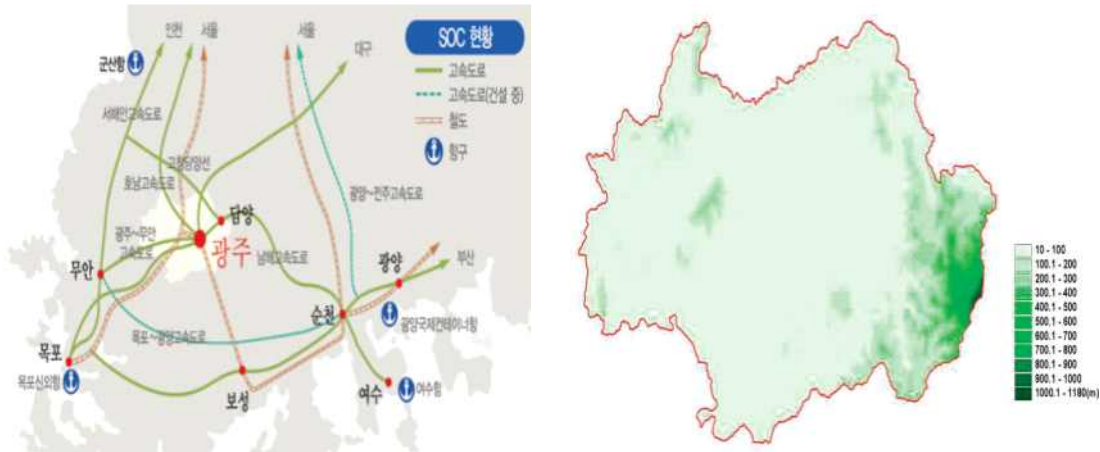 인천
서울
서울
SOC 현황
대구
군산항
고속도로
고속도로(건설 중)
철도
항구
서해안고속도로
고창담양선
호남고속도로
광양~전주고속도로
담양
광주~무안
고속도로
광주
남해고속도로
무안
광양
부산
순천
광양국제컨테이너항
목포~광양고속도로
목포
목포신외항
보성
여수
여수항
10 - 100
100.1 - 200
200.1 - 300
300.1 - 400
400.1 - 500
500.1 - 600
600.1 - 700
700.1 - 800
800.1 - 900
900.1 - 1000
1000.1 - 1180(m)